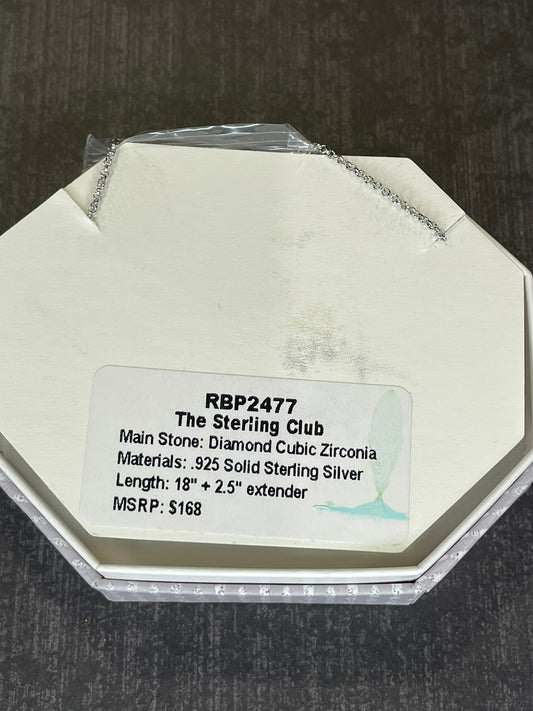 RBP2477
The Sterling Club
Main Stone: Diamond Cubic Zirconia
Materials: .925 Solid Sterling Silver
Length: 18" + 2.5" extender
MSRP: $168